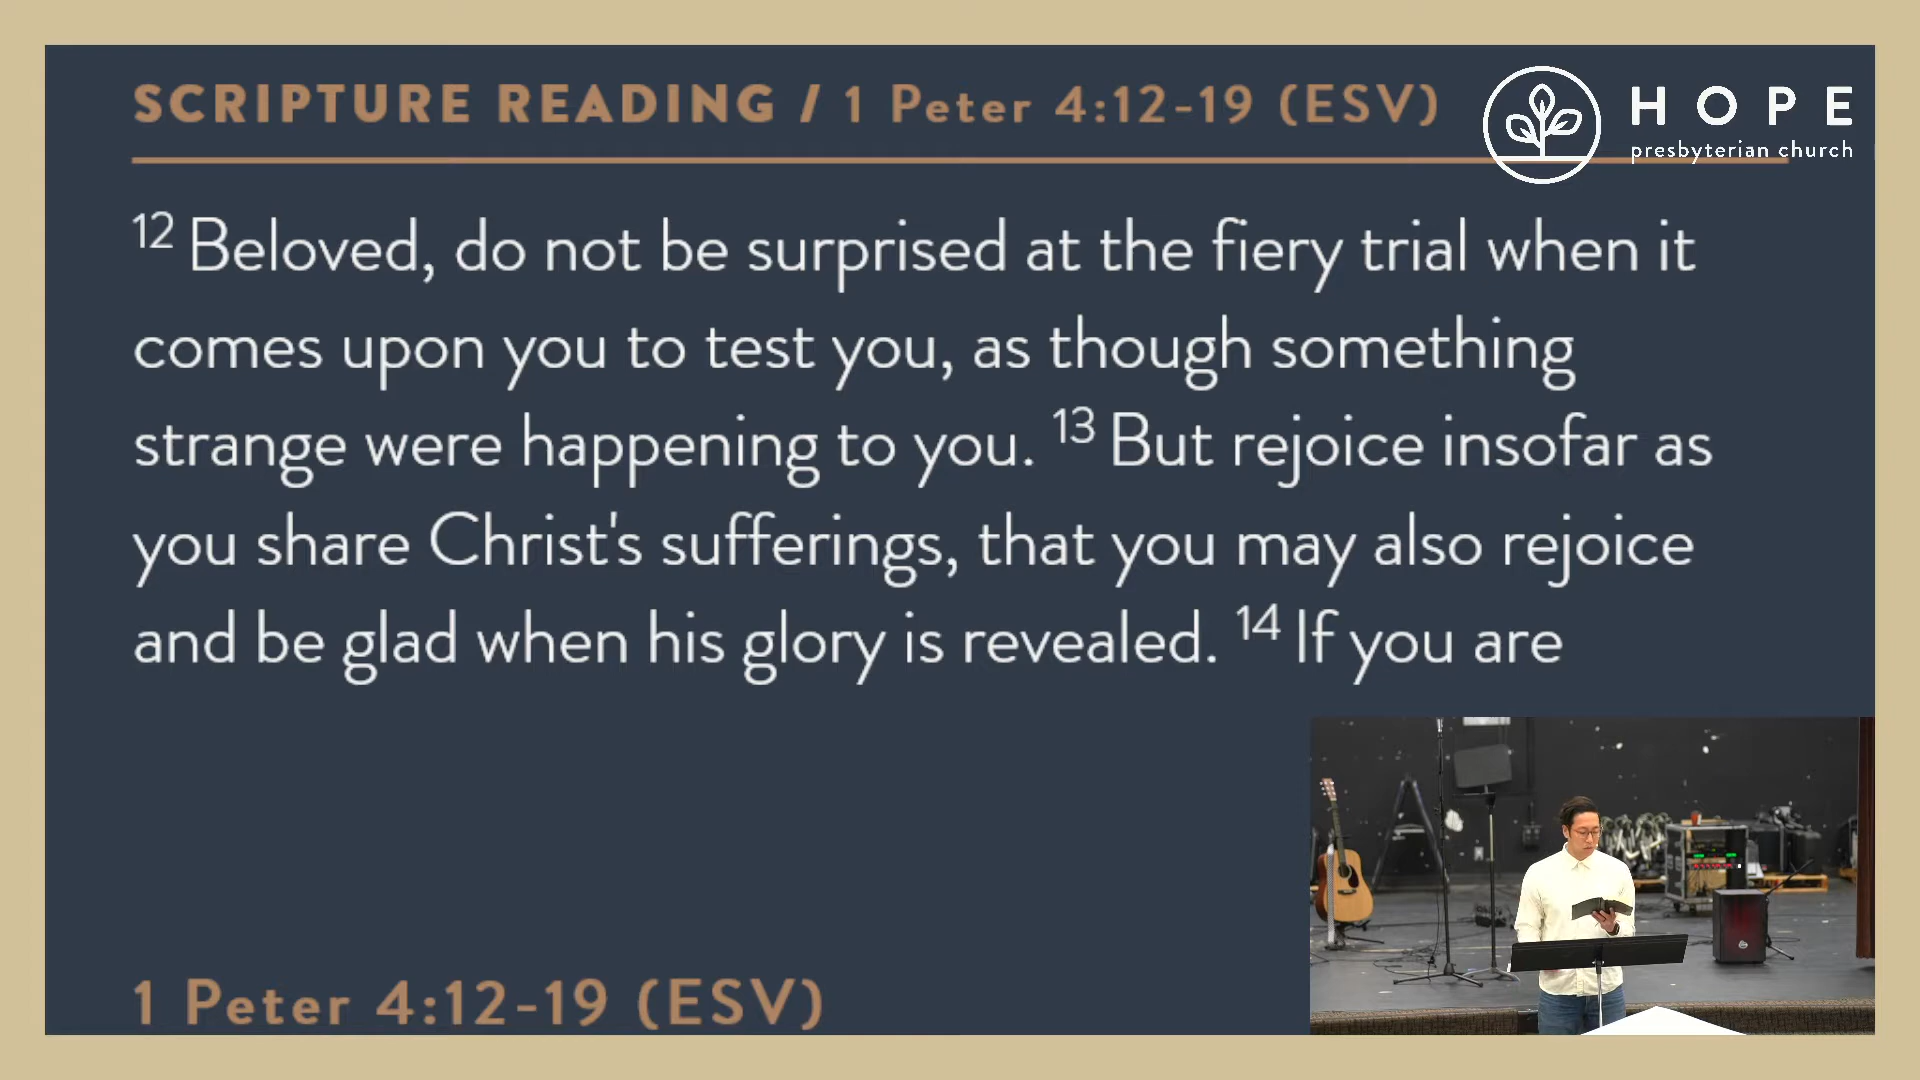 SCRIPTURE READING / 1 Peter 4:12-19 (ESV)
HOPE
presbyterian church
12 Beloved, do not be surprised at the fiery trial when it
comes upon you to test you, as though something
strange were happening to you. 13 But rejoice insofar as
you share Christ's sufferings, that you may also rejoice
and be glad when his glory is revealed. 14 If you are
1 Peter 4:12-19 (ESV)